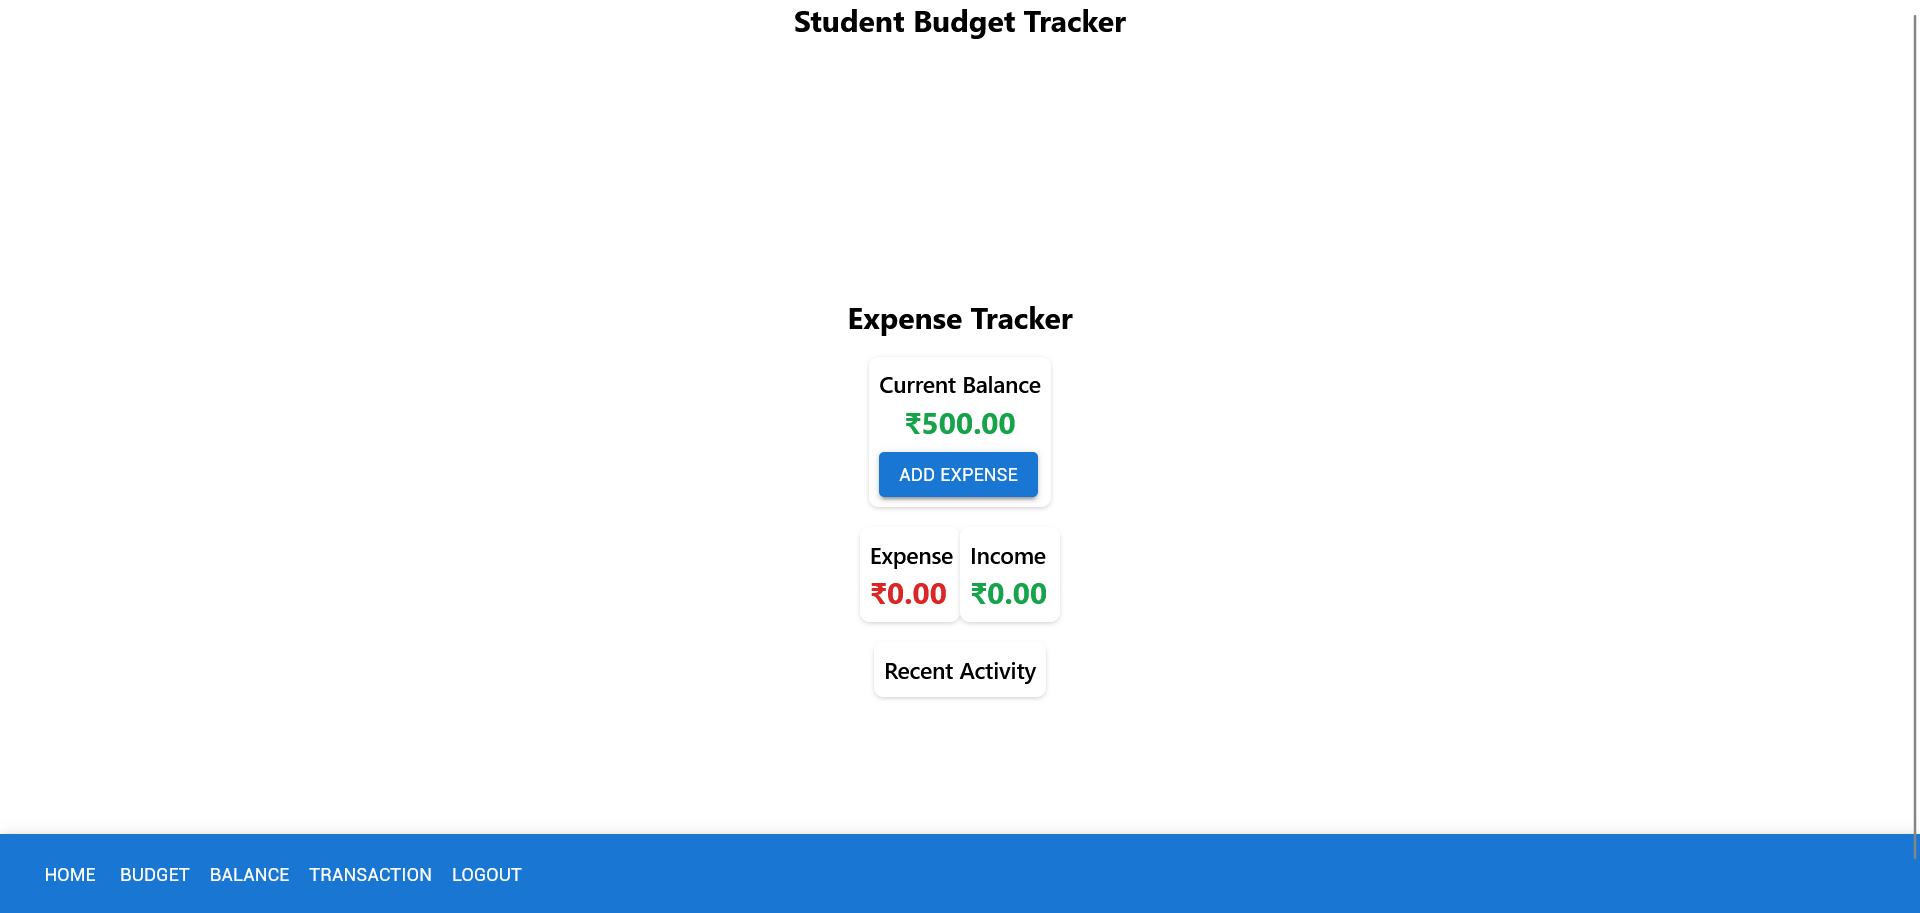 Student Budget Tracker
Expense Tracker
Current Balance
₹500.00
ADD EXPENSE
Expense Income
₹0.00 ₹0.00
Recent Activity
HOME BUDGET BALANCE TRANSACTION LOGOUT